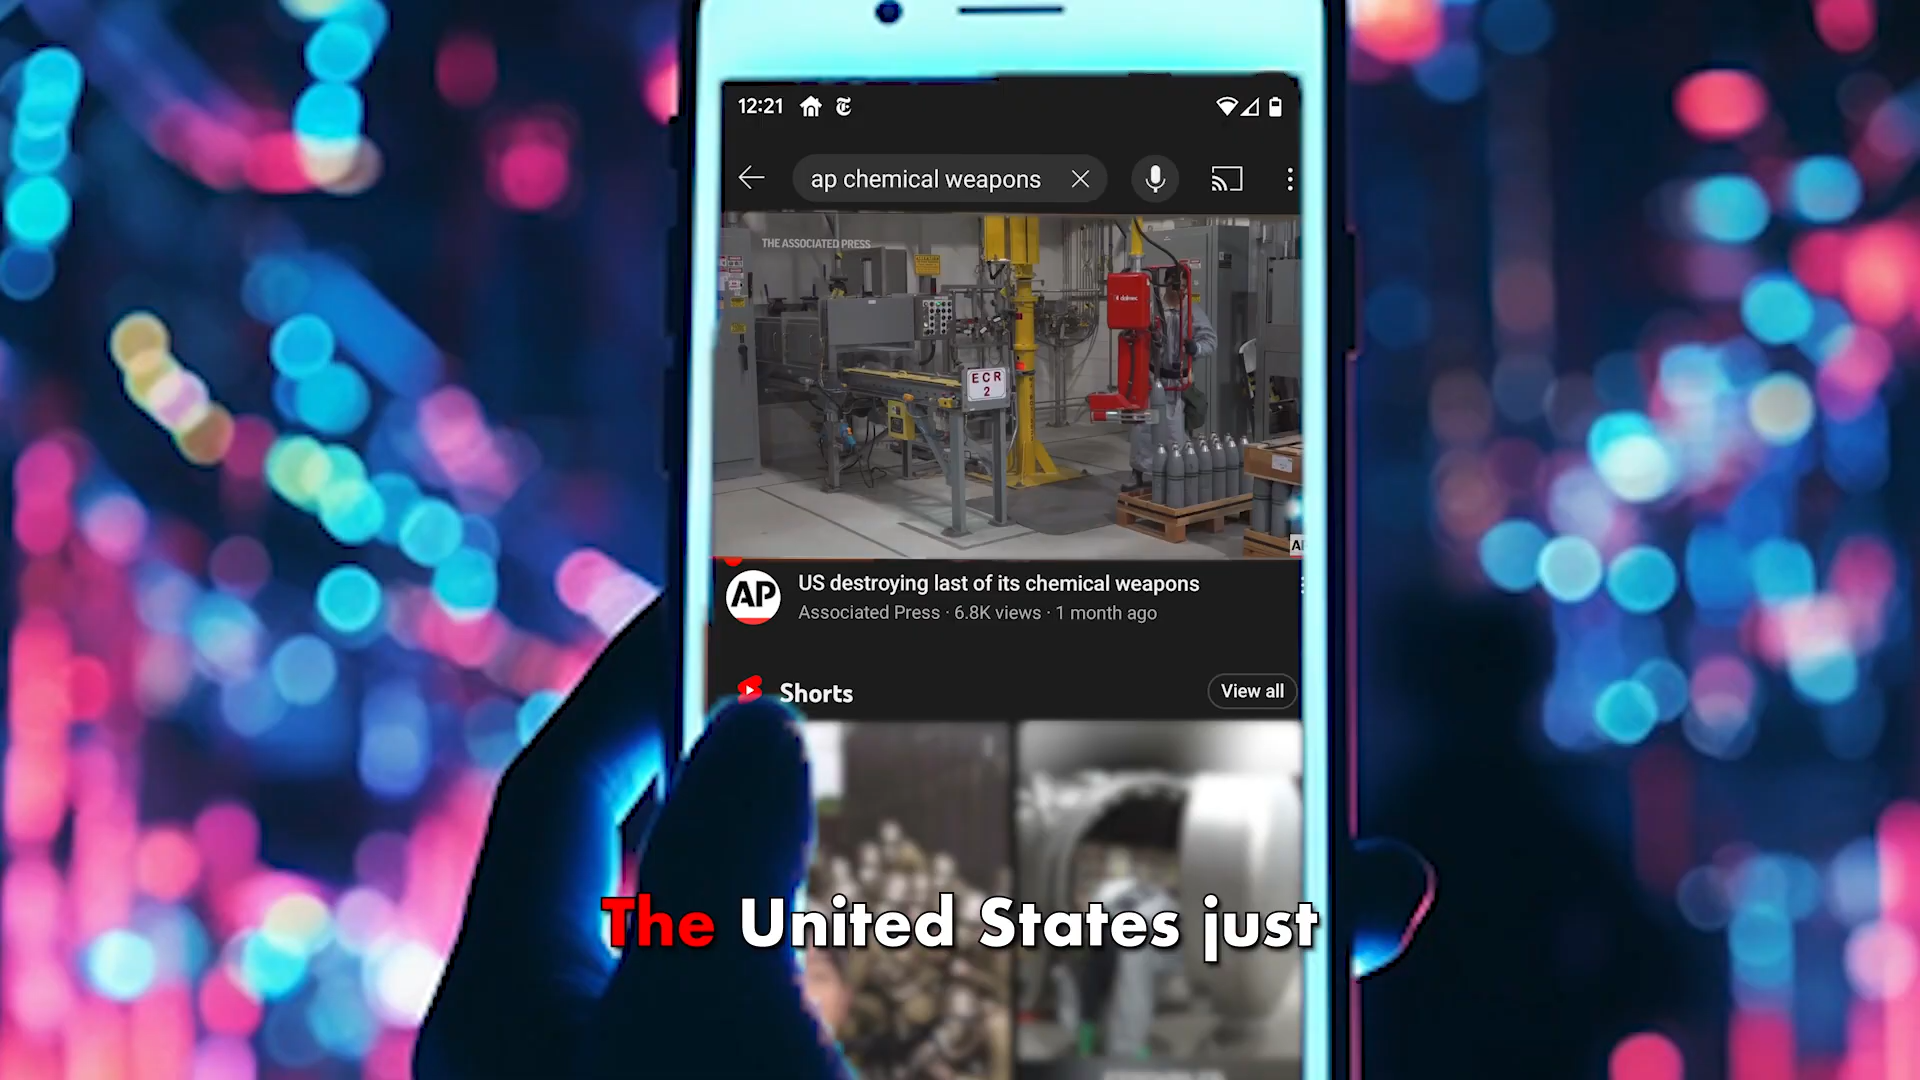 12:21
ap chemical weapons
THE ASSOCIATED PRESS
dalmec
ECR
2
AP
US destroying last of its chemical weapons
Associated Press · 6.8K views · 1 month ago
Shorts
View all
The United States just